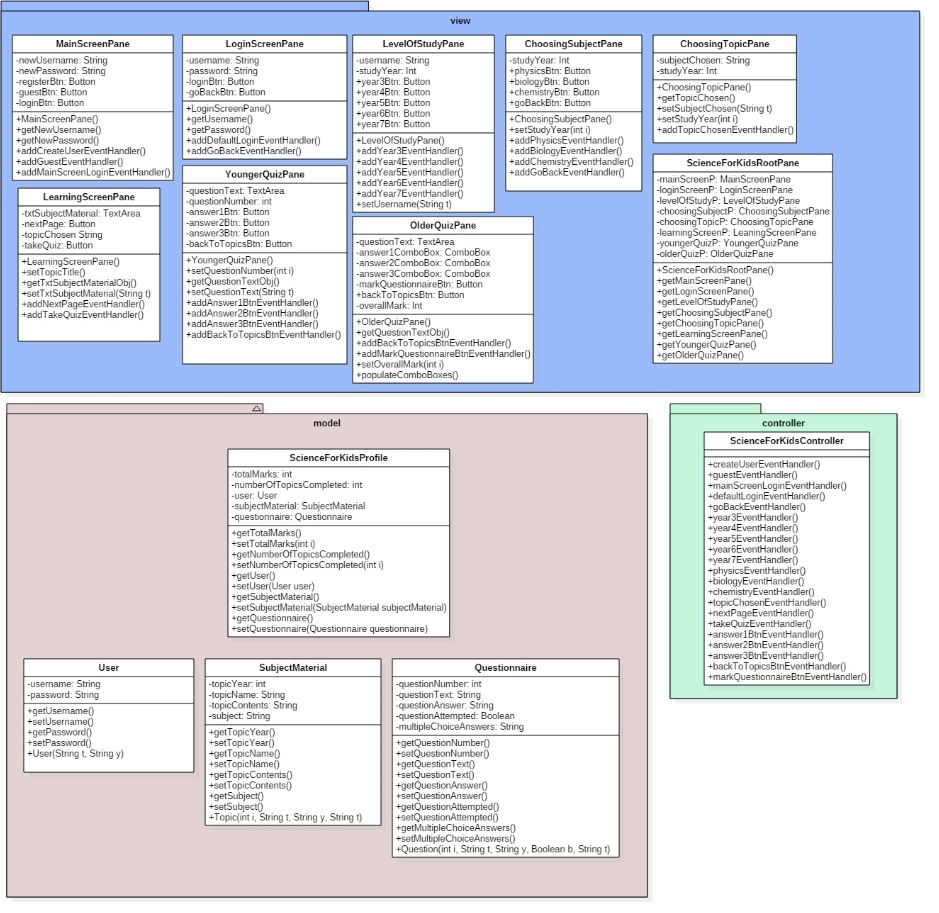 view
MainScreenPane
-newUsername: String
-newPassword: String
-registerBtn: Button
-guestBtn: Button
-loginBtn: Button
+MainScreenPane()
+getNewUsername()
+getNewPassword()
+addCreateUserEventHandler()
+addGuestEventHandler()
+addMainScreenLoginEventHandler()
LoginScreenPane
-username: String
-password: String
-loginBtn: Button
-goBackBtn: Button
+LoginScreenPane()
+getUsername()
+getPassword()
+addDefaultLoginEventHandler()
+addGoBackEventHandler()
LevelOfStudyPane
-username: String
-studyYear: Int
+year3Btn: Button
+year4Btn: Button
+year5Btn: Button
+year6Btn: Button
+year7Btn: Button
+LevelOfStudyPane()
+addYear3EventHandler()
+addYear4EventHandler()
+addYear5EventHandler()
+addYear6EventHandler()
+addYear7EventHandler()
+setUsername(String t)
ChoosingSubjectPane
-studyYear: Int
+physicsBtn: Button
+biologyBtn: Button
+chemistryBtn: Button
+goBackBtn: Button
+ChoosingSubjectPane()
+setStudyYear(int i)
+addPhysicsEventHandler()
+addBiologyEventHandler()
+addChemistryEventHandler()
+addGoBackEventHandler()
ChoosingTopicPane
-subjectChosen: String
-studyYear: Int
+ChoosingTopicPane()
+getTopicChosen()
+setSubjectChosen(String t)
+setStudyYear(int i)
+addTopicChosenEventHandler()
LearningScreenPane
-txtSubjectMaterial: TextArea
-nextPage: Button
-topicChosen String
-takeQuiz: Button
+LearningScreenPane()
+setTopicTitle()
+getTxtSubjectMaterialObj()
+setTxtSubjectMaterial(String t)
+addNextPageEventHandler()
+addTakeQuizEventHandler()
YoungerQuizPane
-questionText: TextArea
-questionNumber: int
-answer1Btn: Button
-answer2Btn: Button
-answer3Btn: Button
-backToTopicsBtn: Button
+YoungerQuizPane()
+setQuestionNumber(int i)
+getQuestionTextObj()
+setQuestionText(String t)
+addAnswer1BtnEventHandler()
+addAnswer2BtnEventHandler()
+addAnswer3BtnEventHandler()
+addBackToTopicsBtnEventHandler()
OlderQuizPane
-questionText: TextArea
-answer1ComboBox: ComboBox
-answer2ComboBox: ComboBox
-answer3ComboBox: ComboBox
-markQuestionnaireBtn: Button
+backToTopicsBtn: Button
-overallMark: Int
+OlderQuizPane()
+getQuestionTextObj()
+addBackToTopicsBtnEventHandler()
+addMarkQuestionnaireBtnEventHandler()
+setOverallMark(int i)
+populateComboBoxes()
ScienceForKidsRootPane
-mainScreenP: MainScreenPane
-loginScreenP: LoginScreenPane
-levelOfStudyP: LevelOfStudyPane
-choosingSubjectP: ChoosingSubjectPane
-choosingTopicP: ChoosingTopicPane
-learningScreenP: LeaningScreenPane
-youngerQuizP: YoungerQuizPane
-olderQuizP: OlderQuizPane
+ScienceForKidsRootPane()
+getMainScreenPane()
+getLoginScreenPane()
+getLevelOfStudyPane()
+getChoosingSubjectPane()
+getChoosingTopicPane()
+getLearningScreenPane()
+getYoungerQuizPane()
+getOlderQuizPane()
model
ScienceForKidsProfile
-totalMarks: int
-numberOfTopicsCompleted: int
-user: User
-subjectMaterial: SubjectMaterial
-questionnaire: Questionnaire
+getTotalMarks()
+setTotalMarks(int i)
+getNumberOfTopicsCompleted()
+setNumberOfTopicsCompleted(int i)
+getUser()
+setUser(User user)
+getSubjectMaterial()
+setSubjectMaterial(SubjectMaterial subjectMaterial)
+getQuestionnaire()
+setQuestionnaire(Questionnaire questionnaire)
User
-username: String
-password: String
+getUsername()
+setUsername()
+getPassword()
+setPassword()
+User(String t, String y)
SubjectMaterial
-topicYear: int
-topicName: String
-topicContents: String
-subject: String
+getTopicYear()
+setTopicYear()
+getTopicName()
+setTopicName()
+getTopicContents()
+setTopicContents()
+getSubject()
+setSubject()
+Topic(int i, String t, String y, String t)
Questionnaire
-questionNumber: int
-questionText: String
-questionAnswer: String
-questionAttempted: Boolean
-multipleChoiceAnswers: String
+getQuestionNumber()
+setQuestionNumber()
+getQuestionText()
+setQuestionText()
+getQuestionAnswer()
+setQuestionAnswer()
+getQuestionAttempted()
+setQuestionAttempted()
+getMultipleChoiceAnswers()
+setMultipleChoiceAnswers()
+Question(int i, String t, String y, Boolean b, String t)
controller
ScienceForKidsController
+createUserEventHandler()
+guestEventHandler()
+mainScreenLoginEventHandler()
+defaultLoginEventHandler()
+goBackEventHandler()
+year3EventHandler()
+year4EventHandler()
+year5EventHandler()
+year6EventHandler()
+year7EventHandler()
+physicsEventHandler()
+biologyEventHandler()
+chemistryEventHandler()
+topicChosenEventHandler()
+nextPageEventHandler()
+takeQuizEventHandler()
+answer1BtnEventHandler()
+answer2BtnEventHandler()
+answer3BtnEventHandler()
+backToTopicsBtnEventHandler()
+markQuestionnaireBtnEventHandler()